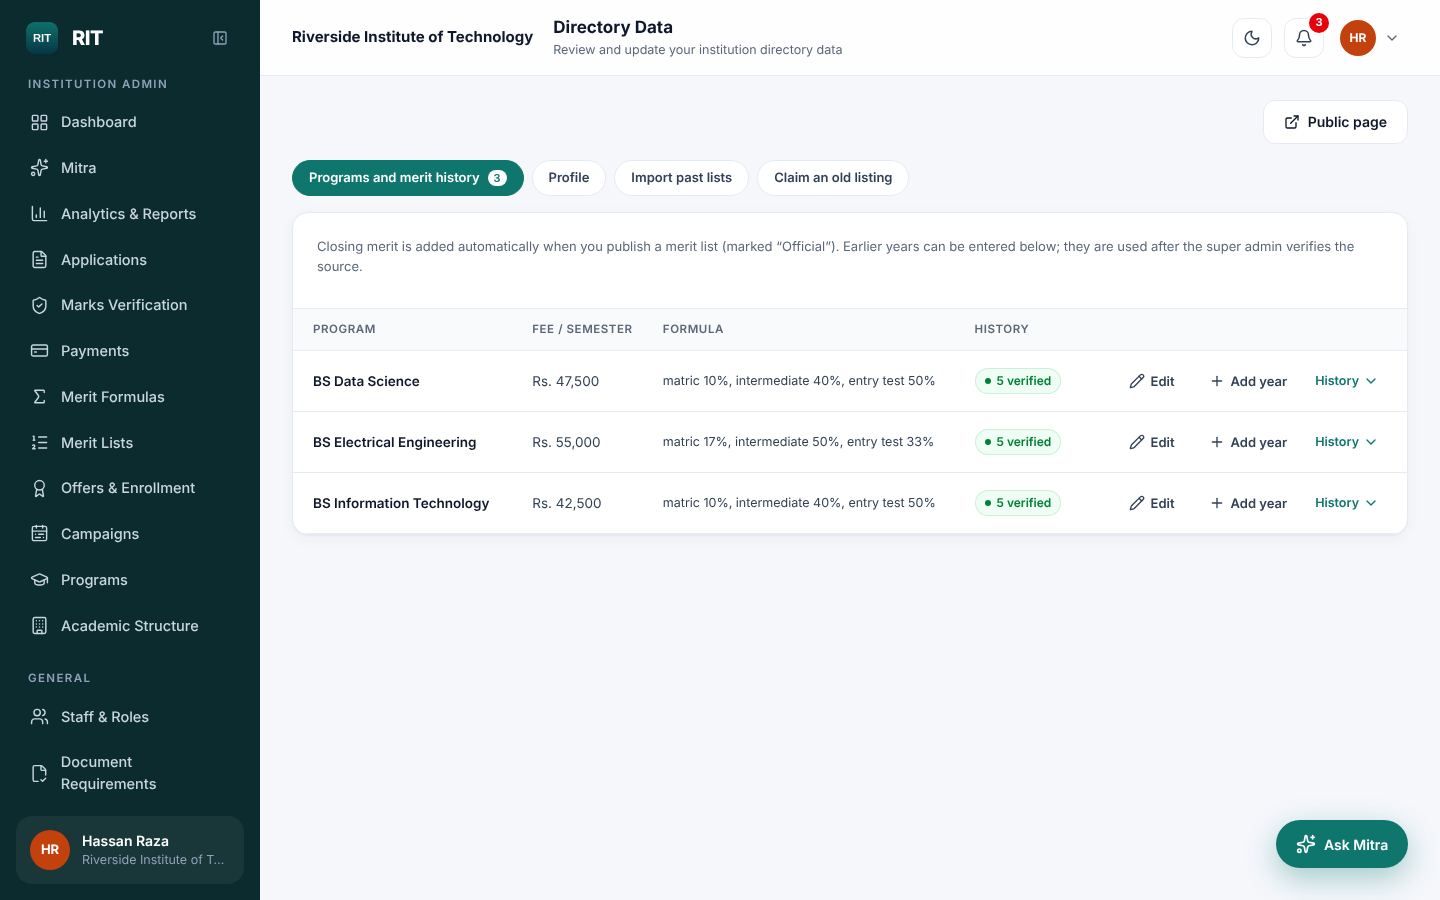 RIT
RIT
INSTITUTION ADMIN
Dashboard
Mitra
Analytics & Reports
Applications
Marks Verification
Payments
Merit Formulas
Merit Lists
Offers & Enrollment
Campaigns
Programs
Academic Structure
GENERAL
Staff & Roles
Document
Requirements
HR
Hassan Raza
Riverside Institute of T...
Riverside Institute of Technology
Directory Data
Review and update your institution directory data
3
HR
Public page
Programs and merit history 3
Profile
Import past lists
Claim an old listing
Closing merit is added automatically when you publish a merit list (marked “Official”). Earlier years can be entered below; they are used after the super admin verifies the
source.
PROGRAM FEE / SEMESTER FORMULA HISTORY
BS Data Science Rs. 47,500 matric 10%, intermediate 40%, entry test 50% 5 verified Edit Add year History
BS Electrical Engineering Rs. 55,000 matric 17%, intermediate 50%, entry test 33% 5 verified Edit Add year History
BS Information Technology Rs. 42,500 matric 10%, intermediate 40%, entry test 50% 5 verified Edit Add year History
Ask Mitra